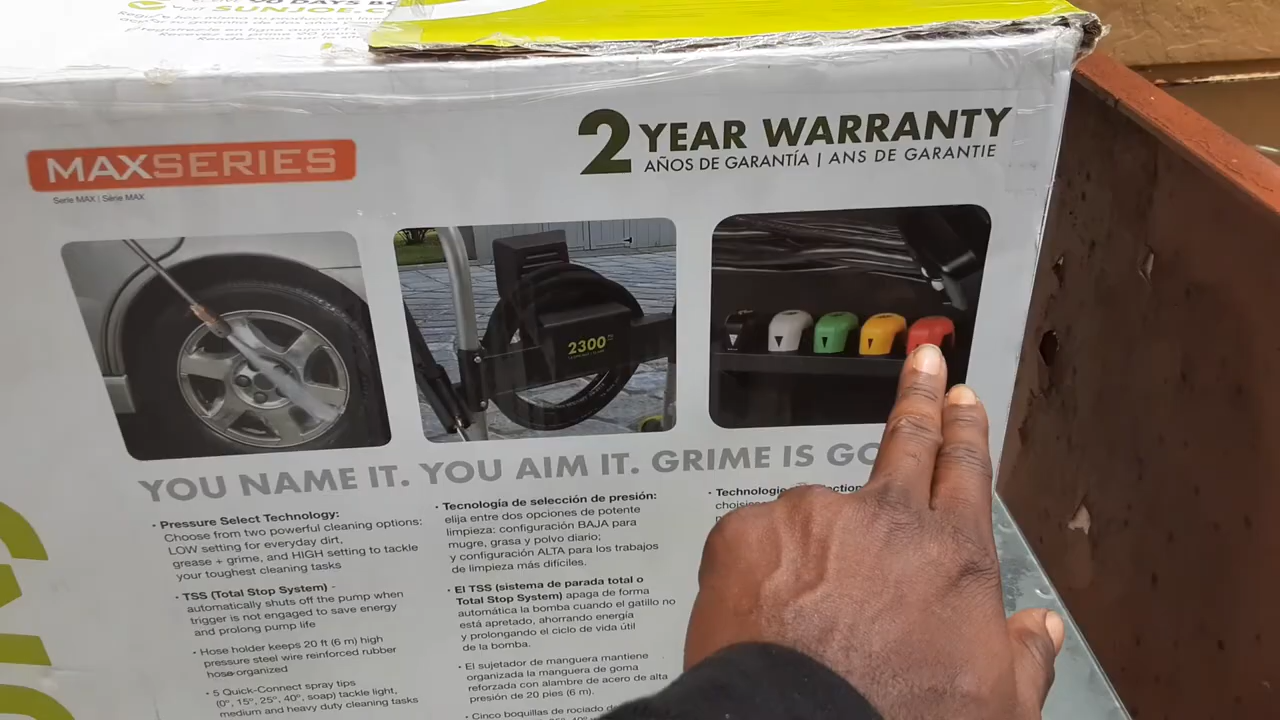 90 DAYS BO
SUNJOE.C
MAXSERIES
Serie MAX | Série MAX
2 YEAR WARRANTY
AÑOS DE GARANTÍA | ANS DE GARANTIE
2300
YOU NAME IT. YOU AIM IT. GRIME IS GO
· Pressure Select Technology:
Choose from two powerful cleaning options:
LOW setting for everyday dirt,
grease + grime, and HIGH setting to tackle
your toughest cleaning tasks
· TSS (Total Stop System) -
automatically shuts off the pump when
trigger is not engaged to save energy
and prolong pump life
· Hose holder keeps 20 ft (6 m) high
pressure steel wire reinforced rubber
hose organized
· 5 Quick-Connect spray tips
(0°, 15°, 25°, 40°, soap) tackle light,
medium and heavy duty cleaning tasks
· Tecnología de selección de presión:
elija entre dos opciones de potente
limpieza: configuración BAJA para
mugre, grasa y polvo diario;
y configuración ALTA para los trabajos
de limpieza más difíciles.
· El TSS (sistema de parada total o
Total Stop System) apaga de forma
automática la bomba cuando el gatillo no
está apretado, ahorrando energía
y prolongando el ciclo de vida útil
de la bomba.
· El sujetador de manguera mantiene
organizada la manguera de goma
reforzada con alambre de acero de alta
presión de 20 pies (6 m).
· Cinco boquillas de rociado
· Technologie